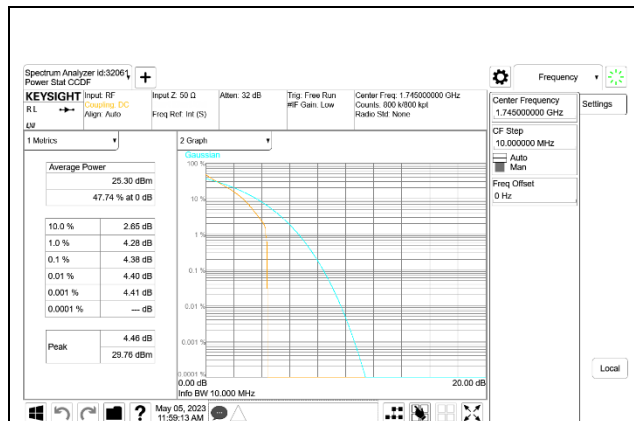 Spectrum Analyzer id:32061
Power Stat CCDF
Frequency
KEYSIGHT
Input: RF
Input Z: 50 Ω
Atten: 32 dB
Trig: Free Run
Center Freq: 1.745000000 GHz
R L
Coupling: DC
#IF Gain: Low
Counts: 800 k/800 kpt
Align: Auto
Freq Ref: Int (S)
Radio Std: None
Center Frequency
1.745000000 GHz
Settings
CF Step
10.000000 MHz
Auto
Man
Freq Offset
0 Hz
1 Metrics
2 Graph
Gaussian
Average Power
25.30 dBm
47.74 % at 0 dB
10.0 % 2.65 dB
1.0 % 4.28 dB
0.1 % 4.38 dB
0.01 % 4.40 dB
0.001 % 4.41 dB
0.0001 % --- dB
Peak
4.46 dB
29.76 dBm
100 %
10 %
1 %
0.1 %
0.01 %
0.001 %
0.0001 %
0.00 dB
20.00 dB
Info BW 10.000 MHz
Local
?
May 05, 2023
11:59:13 AM